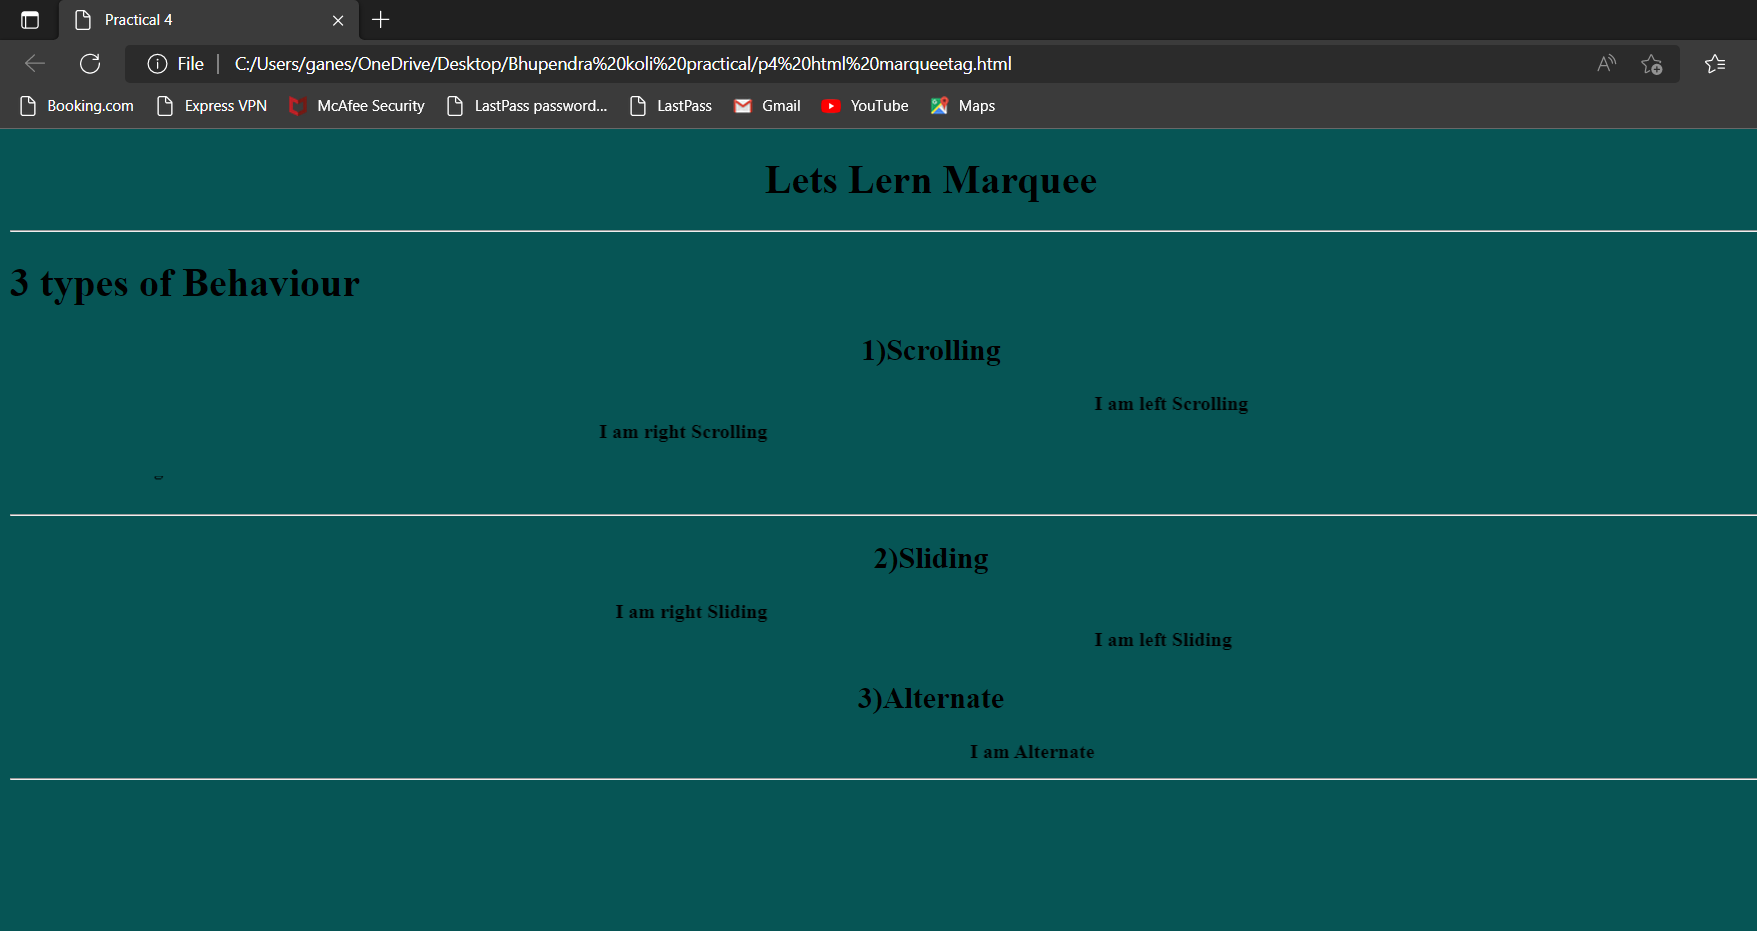 Practical 4
File | C:/Users/ganes/OneDrive/Desktop/Bhupendra%20koli%20practical/p4%20html%20marqueetag.html
Booking.com Express VPN McAfee Security LastPass password... LastPass Gmail YouTube Maps
Lets Lern Marquee
3 types of Behaviour
1)Scrolling
I am left Scrolling
I am right Scrolling
2)Sliding
I am right Sliding
I am left Sliding
3)Alternate
I am Alternate